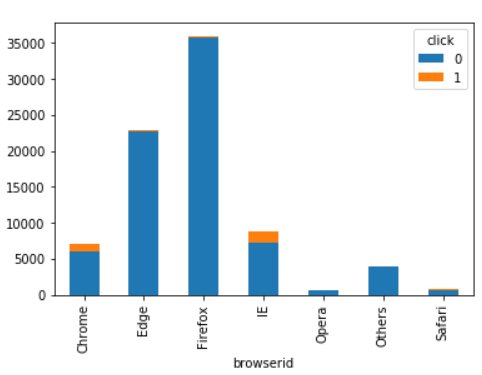 click
0
1
35000
30000
25000
20000
15000
10000
5000
0
Chrome
Edge
Firefox
IE
Opera
Others
Safari
browserid